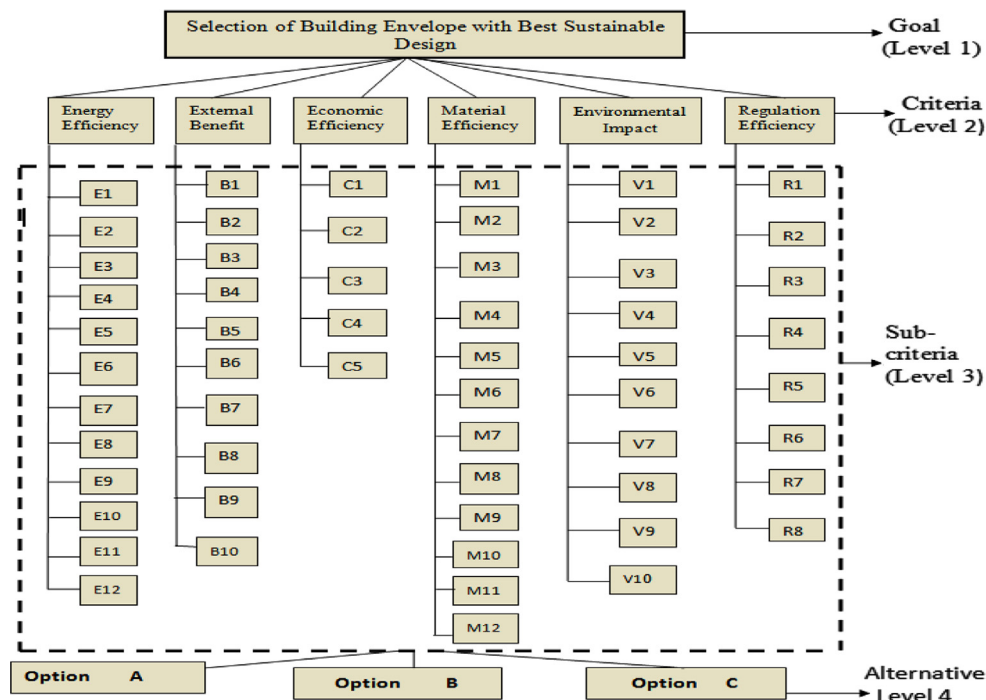 Selection of Building Envelope with Best Sustainable
Design
Goal
(Level 1)
Energy
Efficiency
External
Benefit
Economic
Efficiency
Material
Efficiency
Environmental
Impact
Regulation
Efficiency
Criteria
(Level 2)
E1
E2
E3
E4
E5
E6
E7
E8
E9
E10
E11
E12
B1
B2
B3
B4
B5
B6
B7
B8
B9
B10
C1
C2
C3
C4
C5
M1
M2
M3
M4
M5
M6
M7
M8
M9
M10
M11
M12
V1
V2
V3
V4
V5
V6
V7
V8
V9
V10
R1
R2
R3
R4
R5
R6
R7
R8
Sub-
criteria
(Level 3)
Option A
Option B
Option C
Alternative
Level 4